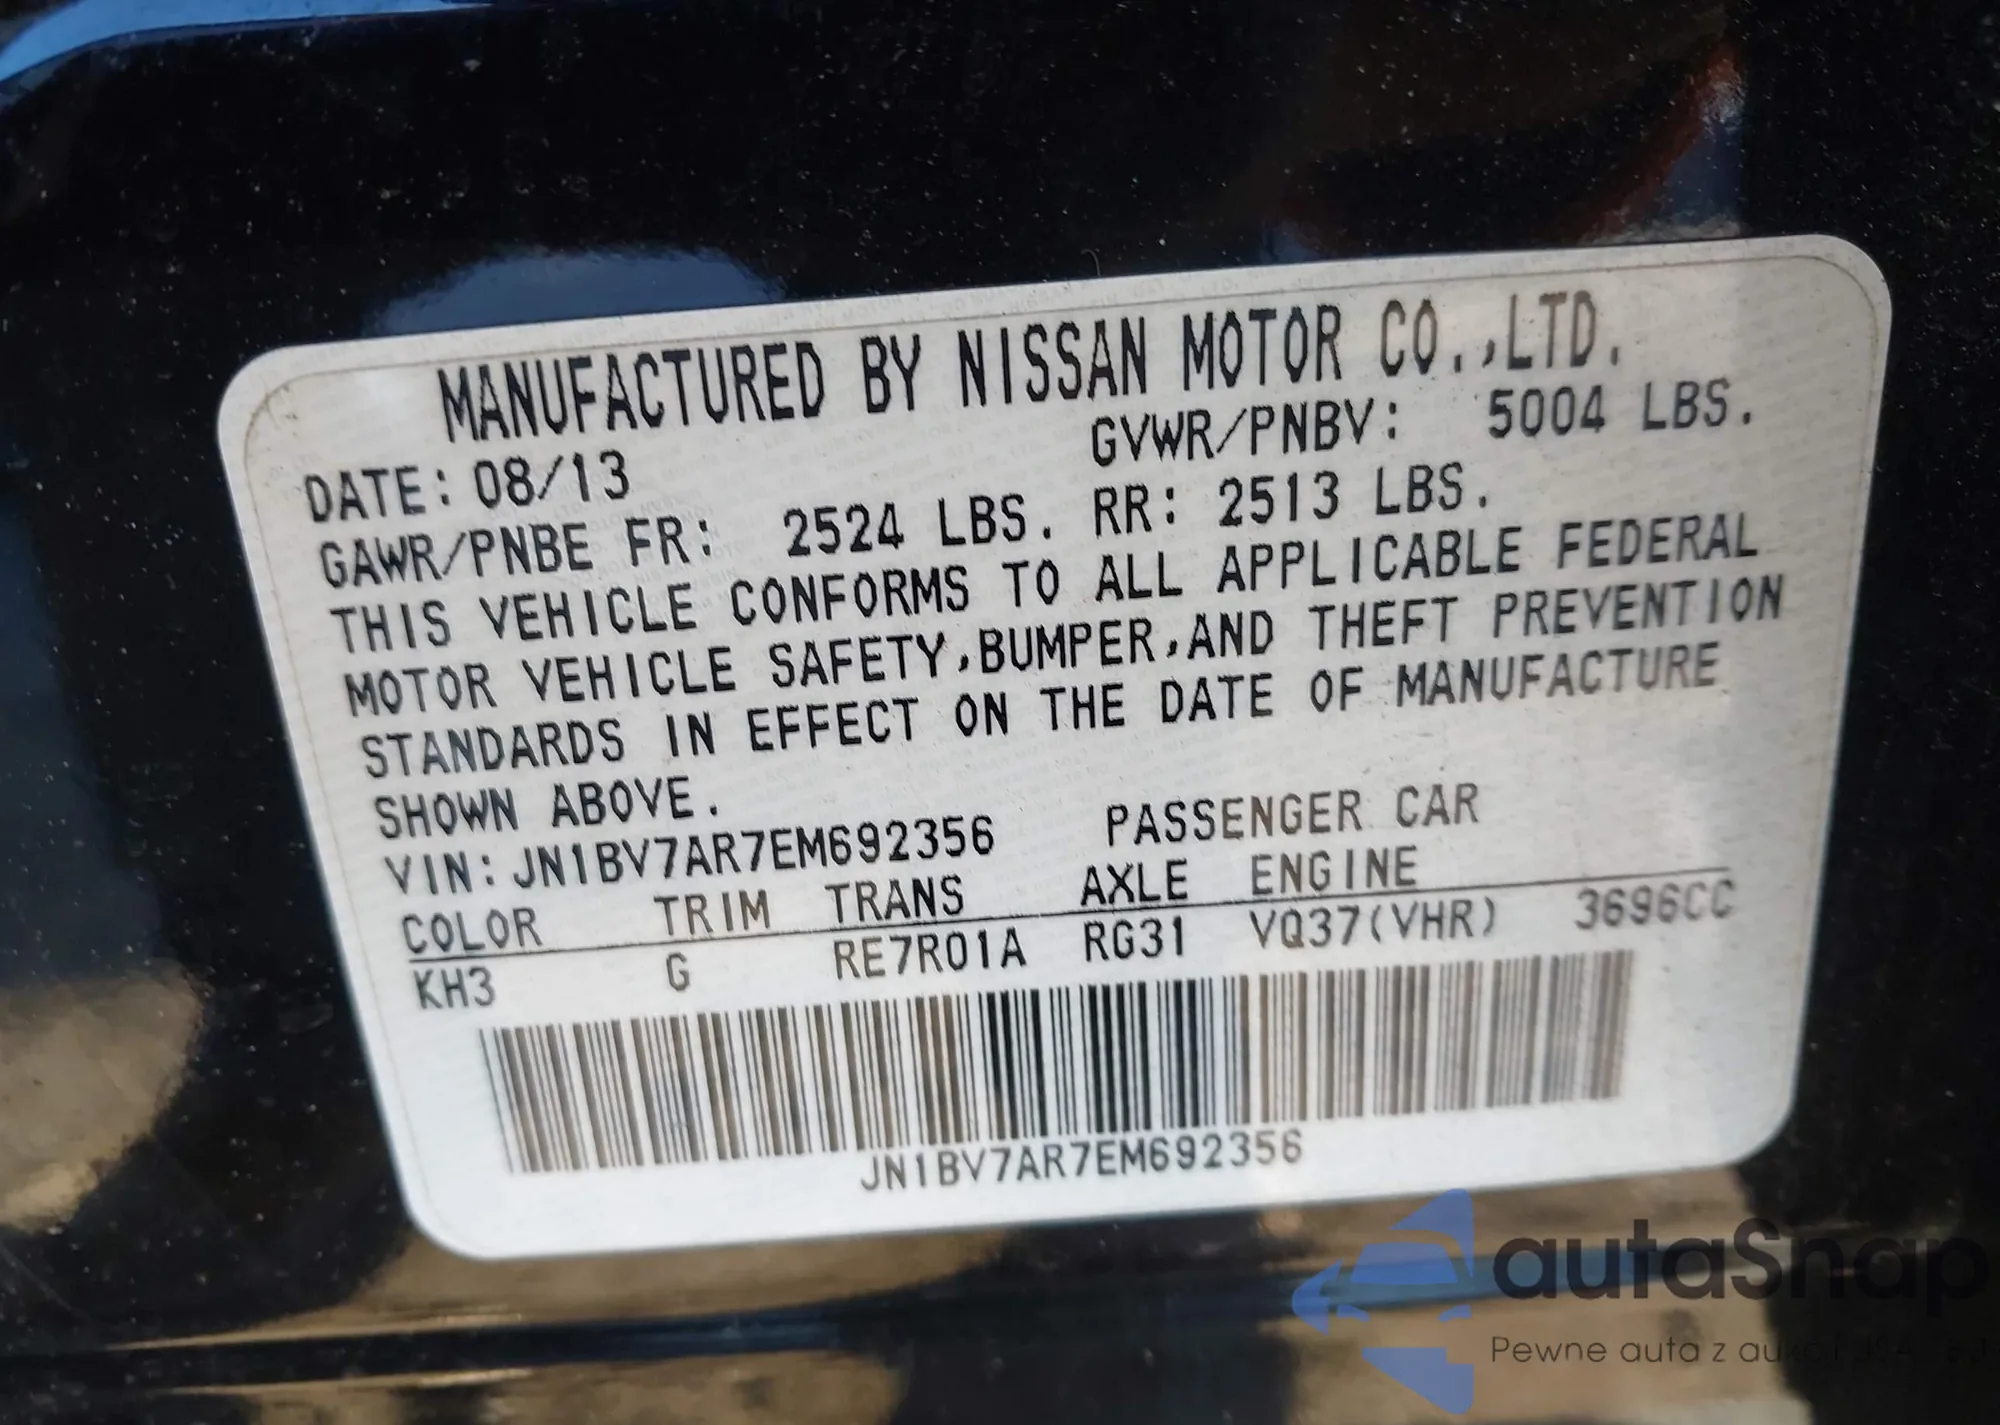 MANUFACTURED BY NISSAN MOTOR CO.,LTD.
DATE: 08/13 GVWR/PNBV: 5004 LBS.
GAWR/PNBE FR: 2524 LBS. RR: 2513 LBS.
THIS VEHICLE CONFORMS TO ALL APPLICABLE FEDERAL
MOTOR VEHICLE SAFETY,BUMPER,AND THEFT PREVENTION
STANDARDS IN EFFECT ON THE DATE OF MANUFACTURE
SHOWN ABOVE.
VIN:JN1BV7AR7EM692356 PASSENGER CAR
COLOR TRIM TRANS AXLE ENGINE
KH3 G RE7R01A RG31 VQ37(VHR) 3696CC
JN1BV7AR7EM692356
autaSnap
Pewne auta z